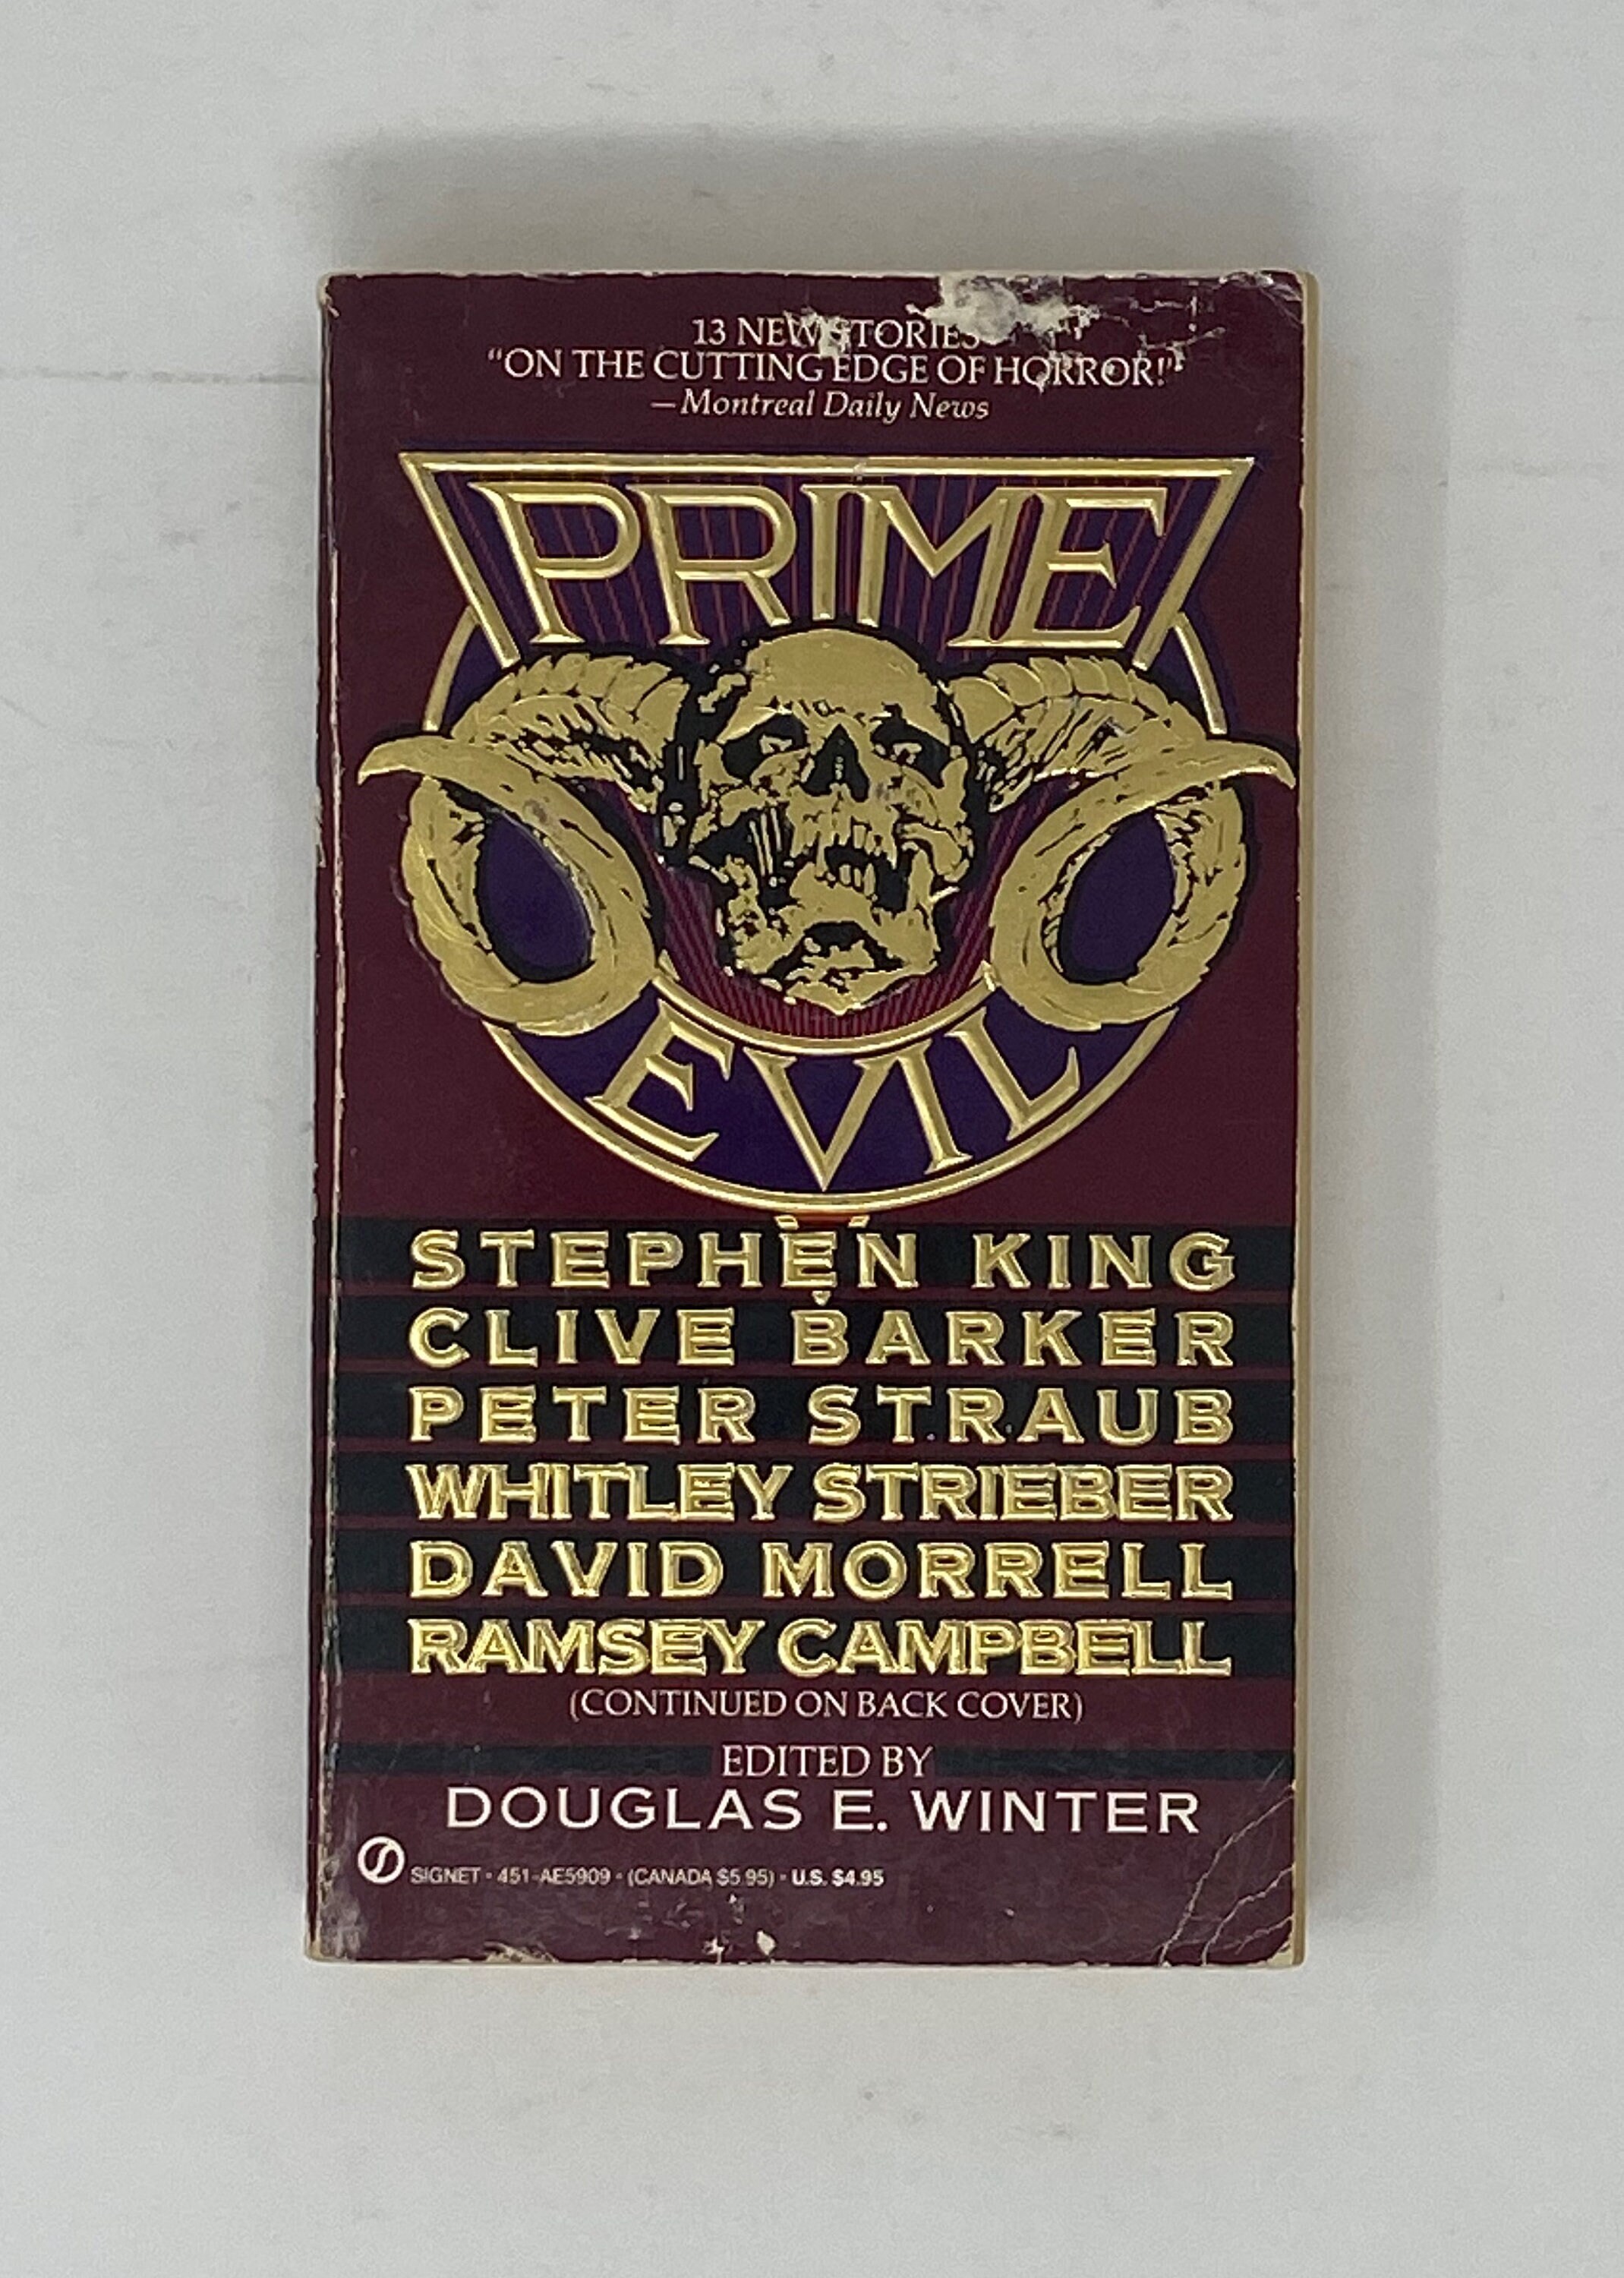 13 NEW STORIES
"ON THE CUTTING EDGE OF HORROR!"
—Montreal Daily News
PRIME
EVIL
STEPHEN KING
CLIVE BARKER
PETER STRAUB
WHITLEY STRIEBER
DAVID MORRELL
RAMSEY CAMPBELL
(CONTINUED ON BACK COVER)
EDITED BY
DOUGLAS E. WINTER
SIGNET • 451-AE5909 • (CANADA $5.95) • U.S. $4.95